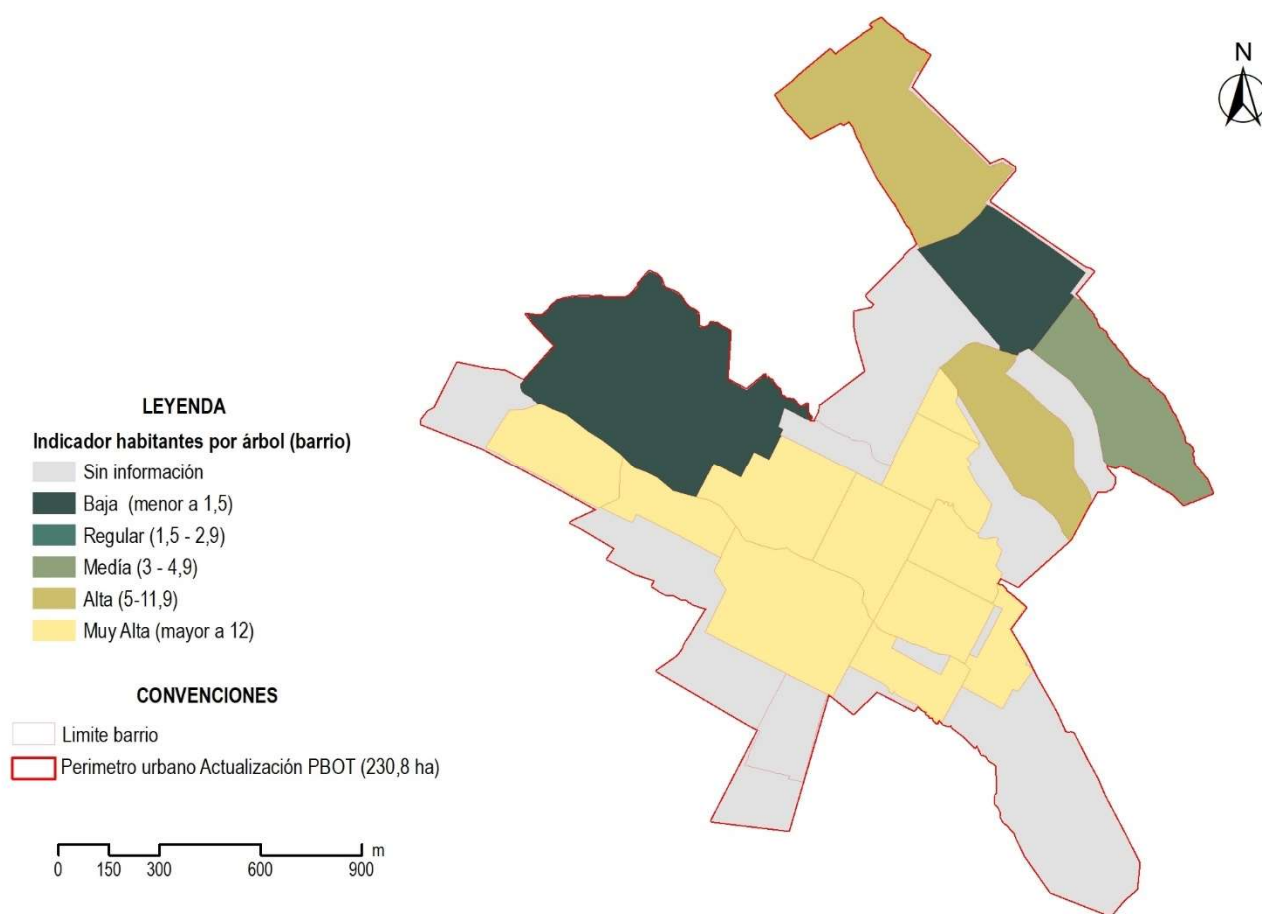 N
LEYENDA
Indicador habitantes por árbol (barrio)
Sin información
Baja (menor a 1,5)
Regular (1,5 - 2,9)
Medía (3 - 4,9)
Alta (5-11,9)
Muy Alta (mayor a 12)
CONVENCIONES
Limite barrio
Perimetro urbano Actualización PBOT (230,8 ha)
m
0 150 300 600 900